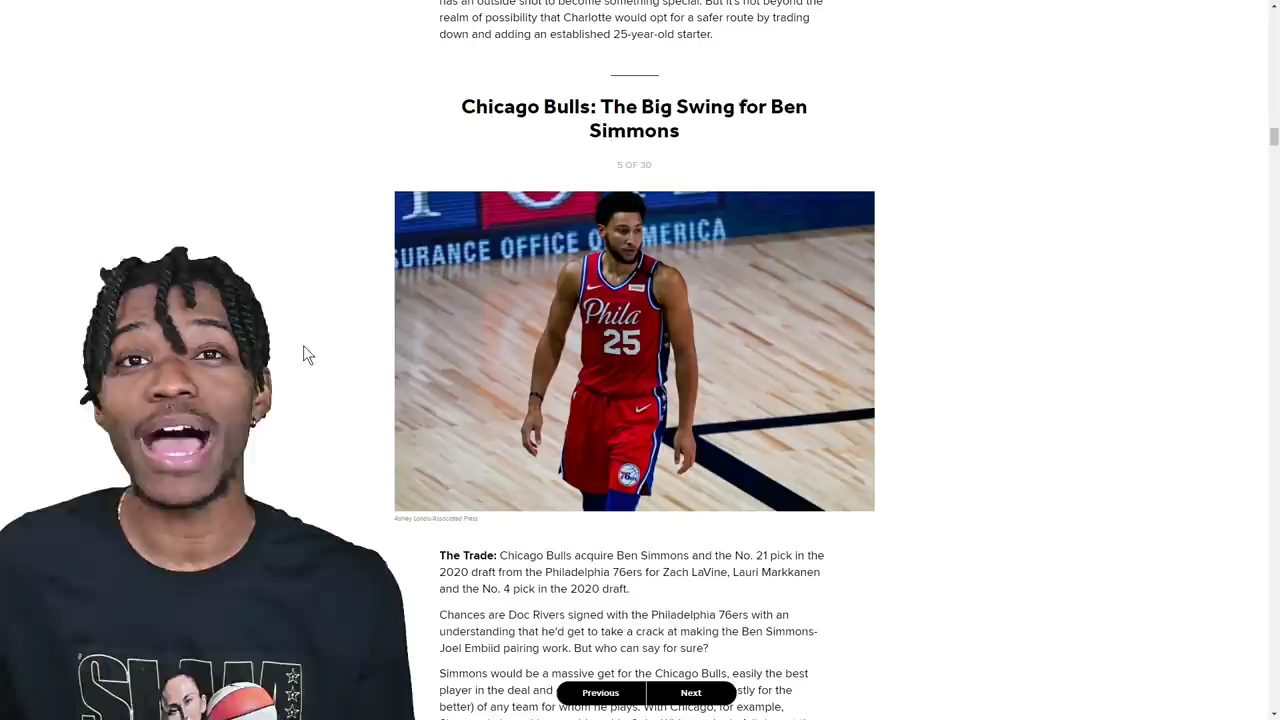 has an outside shot to become something special. But it's not beyond the
realm of possibility that Charlotte would opt for a safer route by trading
down and adding an established 25-year-old starter.
Chicago Bulls: The Big Swing for Ben
Simmons
5 OF 30
SURANCE OFFICE OF AMERICA
Phila
25
76ers
Ashley Landis/Associated Press
The Trade: Chicago Bulls acquire Ben Simmons and the No. 21 pick in the
2020 draft from the Philadelphia 76ers for Zach LaVine, Lauri Markkanen
and the No. 4 pick in the 2020 draft.
Chances are Doc Rivers signed with the Philadelphia 76ers with an
understanding that he'd get to take a crack at making the Ben Simmons-
Joel Embiid pairing work. But who can say for sure?
Simmons would be a massive get for the Chicago Bulls, easily the best
player in the deal and stly for the
better) of any team for whom he plays. With Chicago, for example,
Previous
Next
SLAM